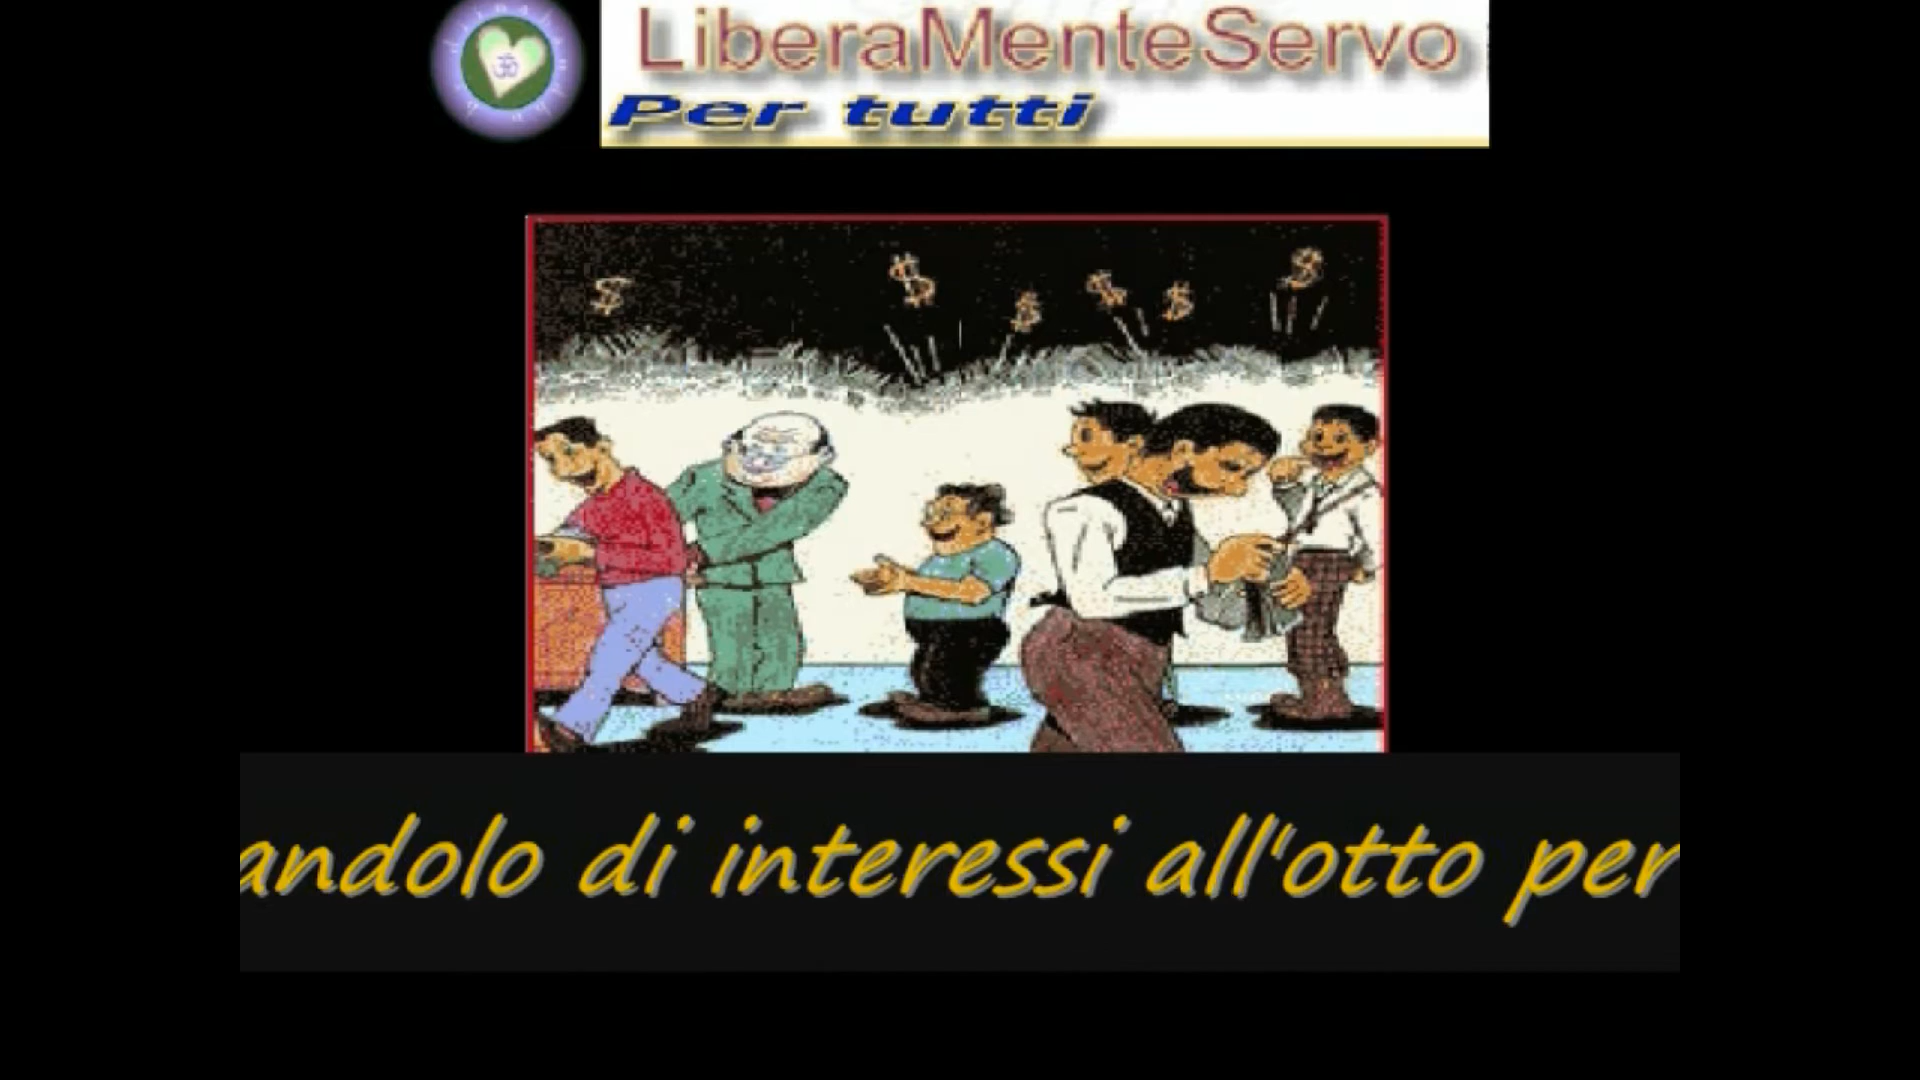 LiberaMenteServo
Per tutti
$ $ $ $ $ $
andolo di interessi all'otto per